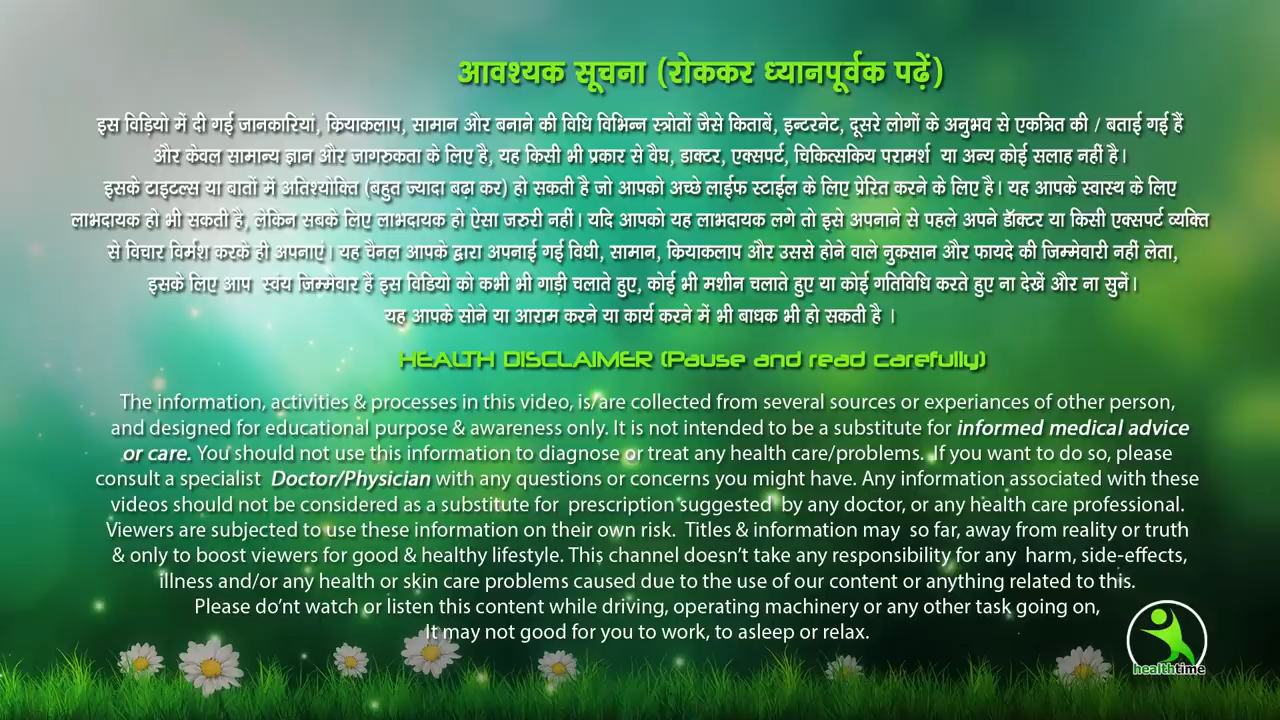 आवश्यक सूचना (रोककर ध्यानपूर्वक पढ़ें)
इस विड़ियो में दी गई जानकारियां, क्रियाकलाप, सामान और बनाने की विधि विभिन्न स्त्रोतों जैसे किताबें, इन्टरनेट, दूसरे लोगों के अनुभव से एकत्रित की / बताई गई हैं
और केवल सामान्य ज्ञान और जागरुकता के लिए है, यह किसी भी प्रकार से वैघ, डाक्टर, एक्सपर्ट, चिकित्सकिय परामर्श या अन्य कोई सलाह नहीं है।
इसके टाइटल्स या बातों में अतिश्योक्ति (बहुत ज्यादा बढ़ा कर) हो सकती है जो आपको अच्छे लाईफ स्टाईल के लिए प्रेरित करने के लिए है। यह आपके स्वास्थ के लिए
लाभदायक हो भी सकती है, लेकिन सबके लिए लाभदायक हो ऐसा जरुरी नहीं। यदि आपको यह लाभदायक लगे तो इसे अपनाने से पहले अपने डॉक्टर या किसी एक्सपर्ट व्यक्ति
से विचार विर्मश करके ही अपनाएं। यह चैनल आपके द्वारा अपनाई गई विधी, सामान, क्रियाकलाप और उससे होने वाले नुकसान और फायदे की जिम्मेवारी नहीं लेता,
इसके लिए आप स्वंय जिम्मेवार हैं इस विडियो को कभी भी गाड़ी चलाते हुए, कोई भी मशीन चलाते हुए या कोई गतिविधि करते हुए ना देखें और ना सुनें।
यह आपके सोने या आराम करने या कार्य करने में भी बाधक भी हो सकती है ।
HEALTH DISCLAIMER (Pause and read carefully)
The information, activities & processes in this video, is/are collected from several sources or experiances of other person,
and designed for educational purpose & awareness only. It is not intended to be a substitute for informed medical advice
or care. You should not use this information to diagnose or treat any health care/problems. If you want to do so, please
consult a specialist Doctor/Physician with any questions or concerns you might have. Any information associated with these
videos should not be considered as a substitute for prescription suggested by any doctor, or any health care professional.
Viewers are subjected to use these information on their own risk. Titles & information may so far, away from reality or truth
& only to boost viewers for good & healthy lifestyle. This channel doesn't take any responsibility for any harm, side-effects,
illness and/or any health or skin care problems caused due to the use of our content or anything related to this.
Please do'nt watch or listen this content while driving, operating machinery or any other task going on,
It may not good for you to work, to asleep or relax.
healthtime